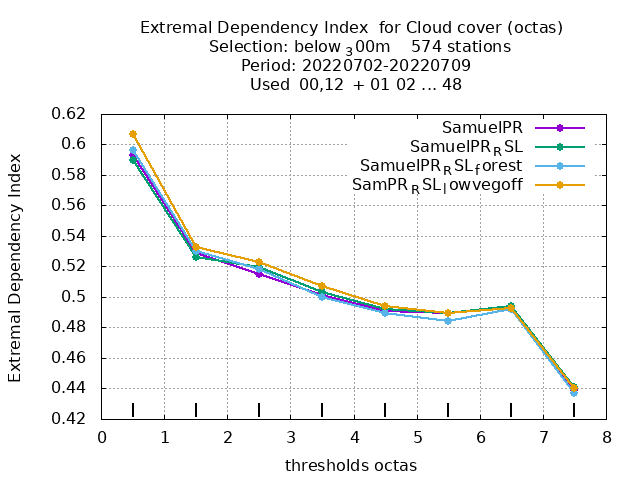 Extremal Dependency Index  for Cloud cover (octas)
Selection: below ₃00m    574 stations
Period: 20220702-20220709
Used  00,12  + 01 02 ... 48
Extremal Dependency Index
0.62
0.6
0.58
0.56
0.54
0.52
0.5
0.48
0.46
0.44
0.42
SamuelPR
SamuelPR_RSL
SamuelPR_RSL_forest
SamPR_RSL_lowvegoff
0 1 2 3 4 5 6 7 8
thresholds octas